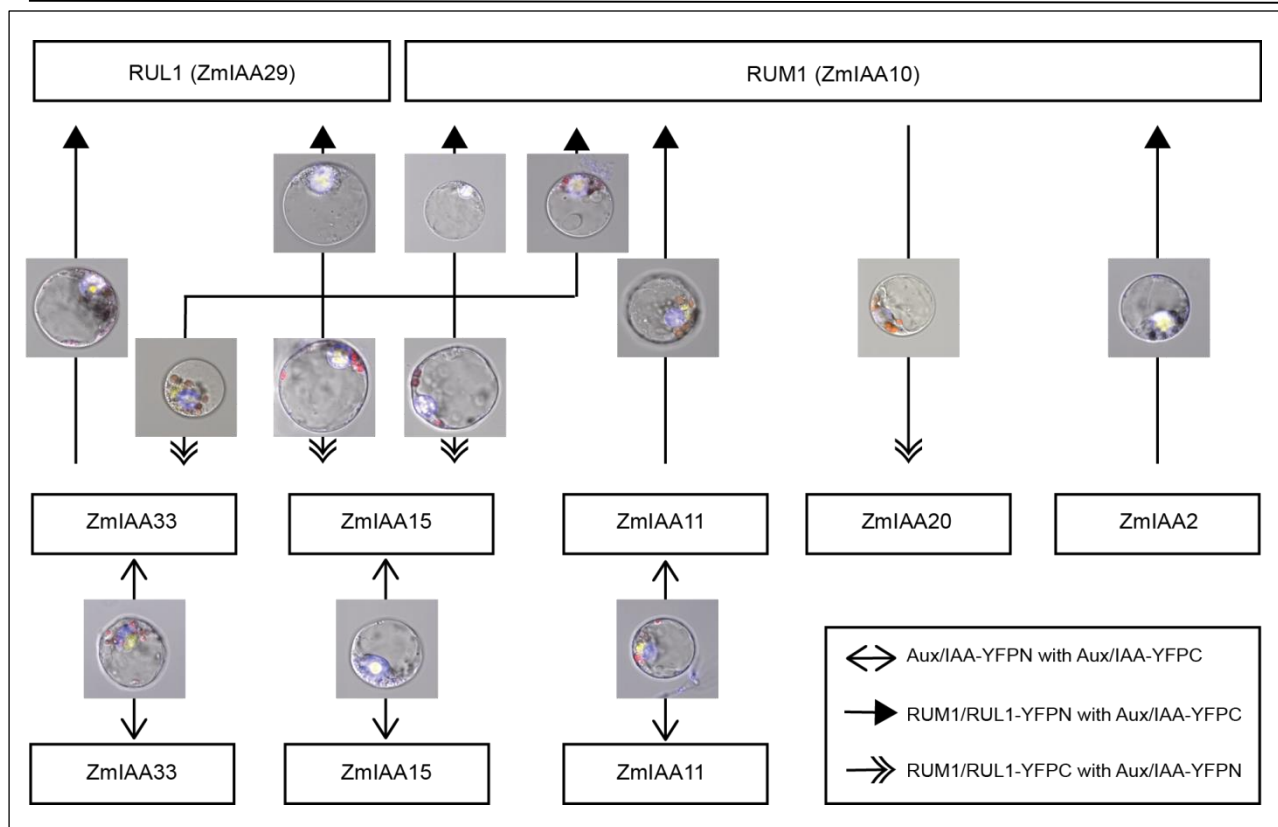 RUL1 (ZmIAA29)
RUM1 (ZmIAA10)
ZmIAA33
ZmIAA15
ZmIAA11
ZmIAA20
ZmIAA2
ZmIAA33
ZmIAA15
ZmIAA11
Aux/IAA-YFPN with Aux/IAA-YFPC
RUM1/RUL1-YFPN with Aux/IAA-YFPC
RUM1/RUL1-YFPC with Aux/IAA-YFPN